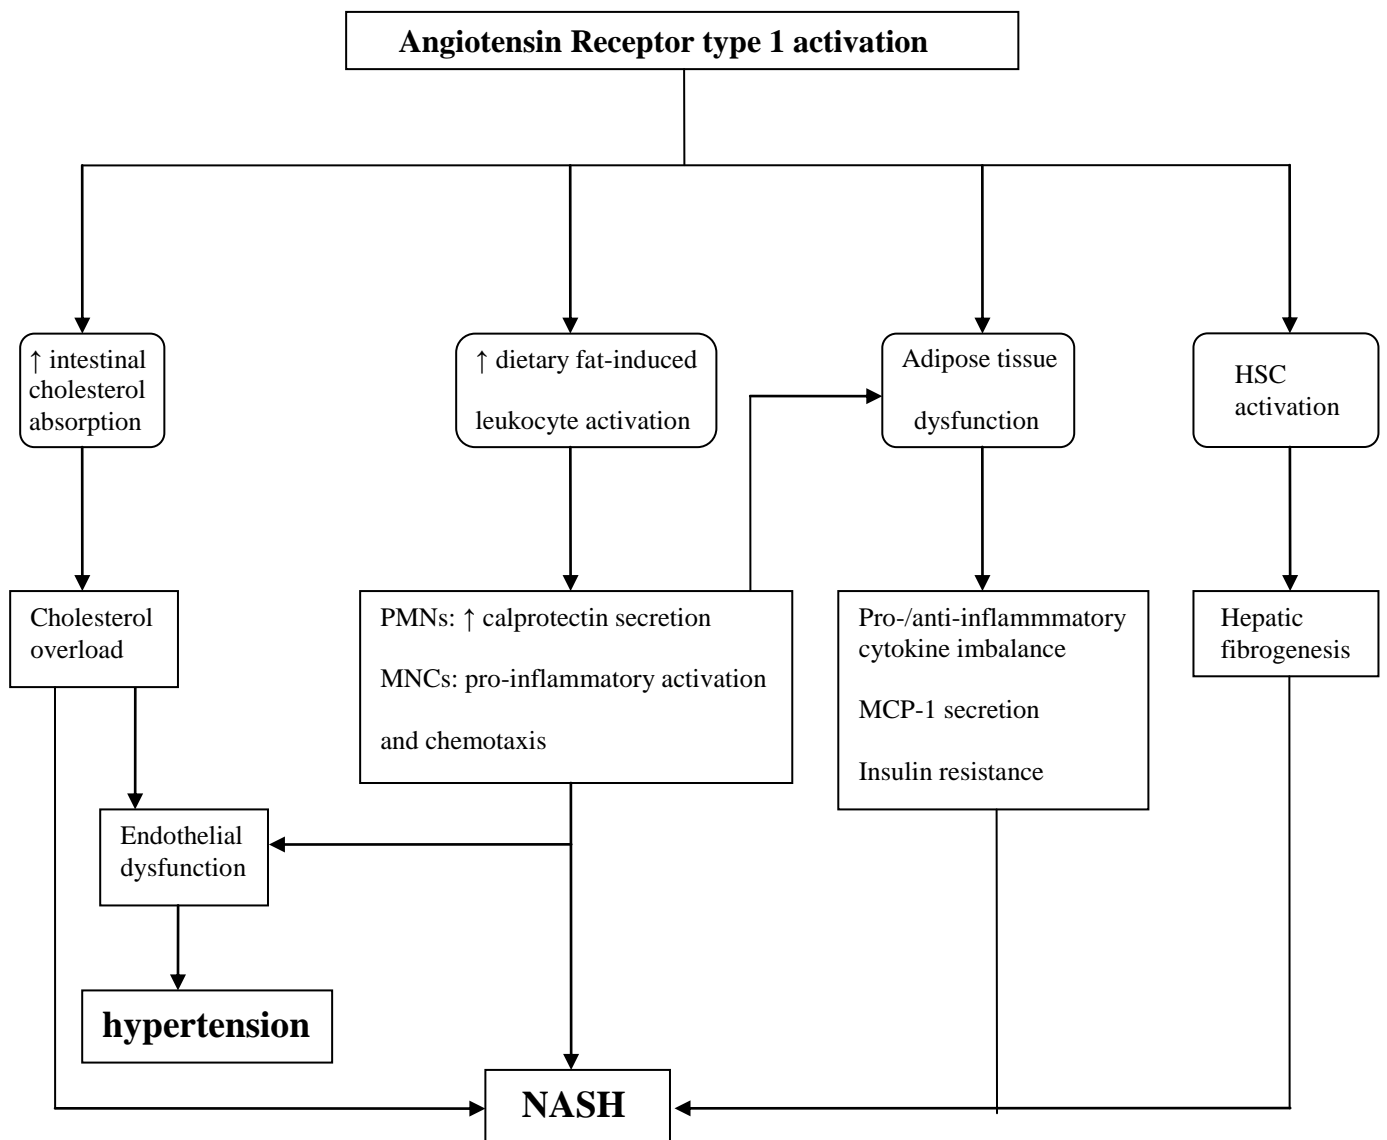 Angiotensin Receptor type 1 activation
↑ intestinal
cholesterol
absorption
↑ dietary fat-induced
leukocyte activation
Adipose tissue
dysfunction
HSC
activation
Cholesterol
overload
PMNs: ↑ calprotectin secretion
MNCs: pro-inflammatory activation
and chemotaxis
Pro-/anti-inflammmatory
cytokine imbalance
MCP-1 secretion
Insulin resistance
Hepatic
fibrogenesis
Endothelial
dysfunction
hypertension
NASH